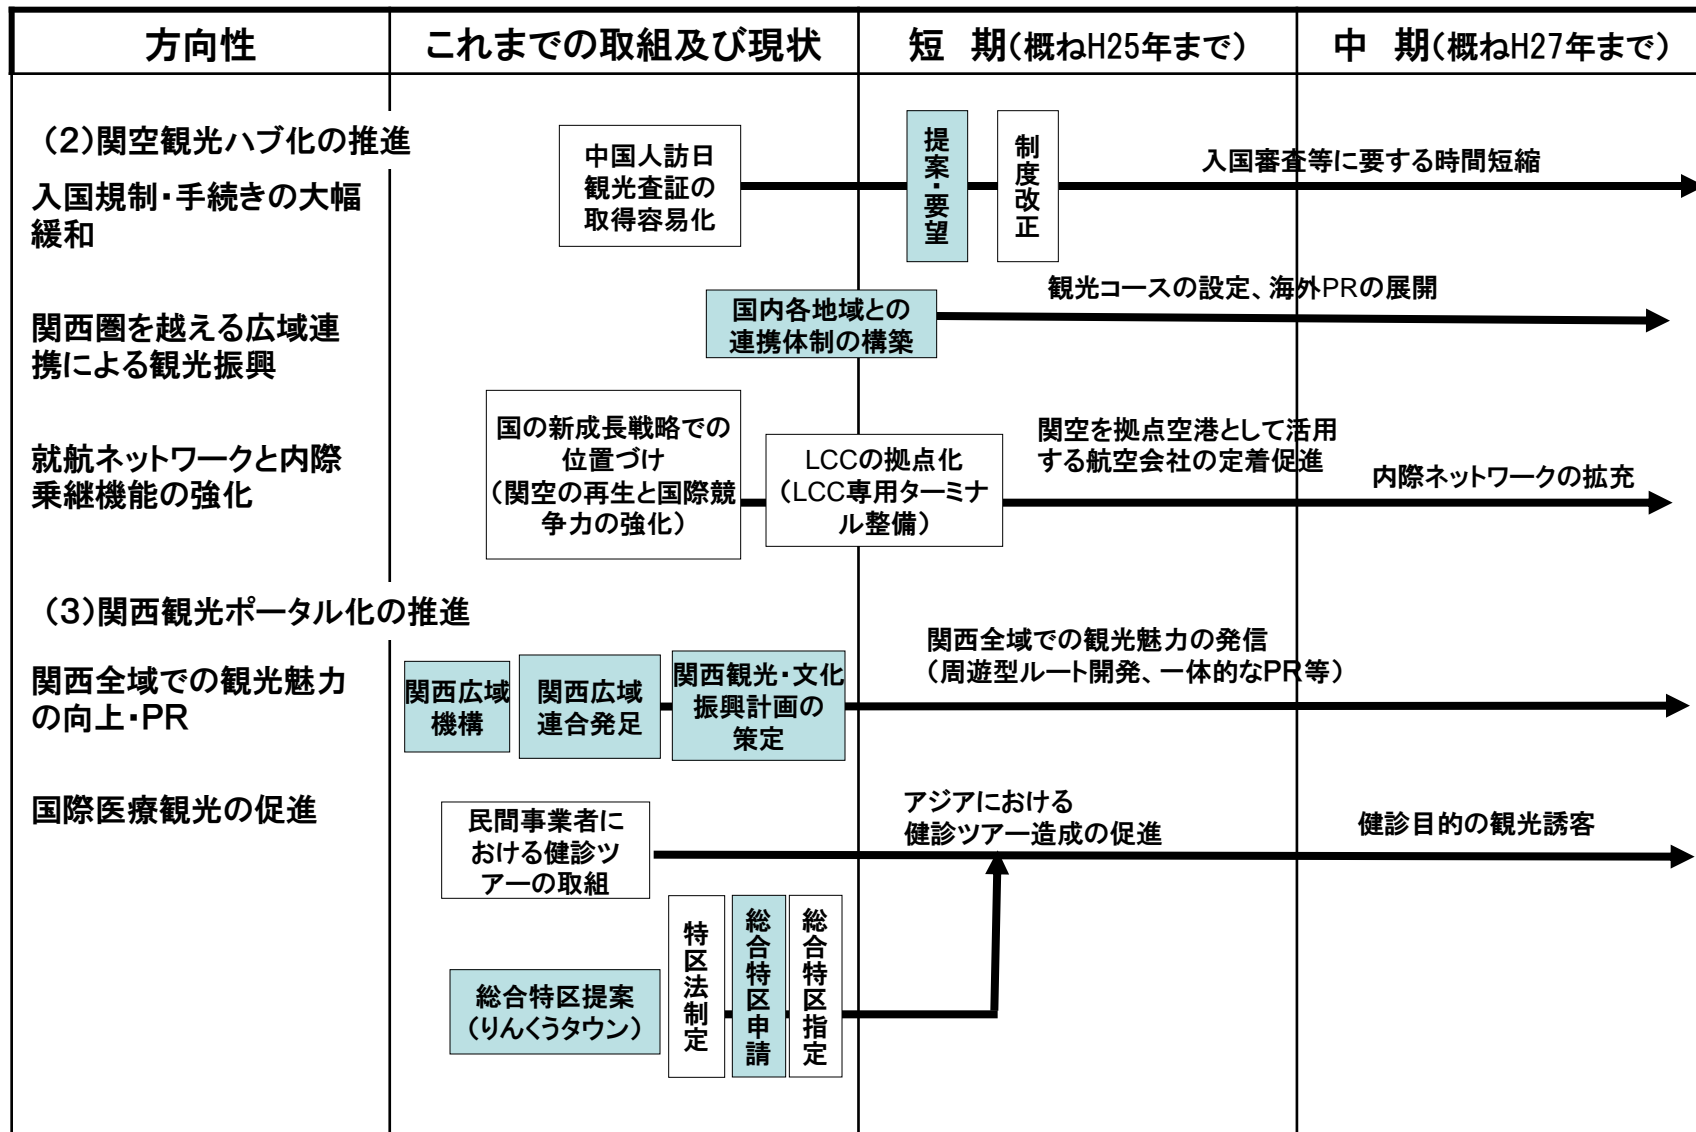 方向性
これまでの取組及び現状
短　期(概ねH25年まで)
中　期(概ねH27年まで)
（2）関空観光ハブ化の推進
入国規制・手続きの大幅
緩和
中国人訪日
観光査証の
取得容易化
提案・要望
制度改正
入国審査等に要する時間短縮
関西圏を越える広域連
携による観光振興
国内各地域との
連携体制の構築
観光コースの設定、海外PRの展開
就航ネットワークと内際
乗継機能の強化
国の新成長戦略での
位置づけ
（関空の再生と国際競
争力の強化）
LCCの拠点化
（LCC専用ターミナ
ル整備）
関空を拠点空港として活用
する航空会社の定着促進
内際ネットワークの拡充
（3）関西観光ポータル化の推進
関西全域での観光魅力
の向上・PR
関西広域
機構
関西広域
連合発足
関西観光・文化
振興計画の
策定
関西全域での観光魅力の発信
（周遊型ルート開発、一体的なPR等）
国際医療観光の促進
民間事業者に
おける健診ツ
アーの取組
アジアにおける
健診ツアー造成の促進
健診目的の観光誘客
総合特区提案
（りんくうタウン）
特区法制定
総合特区申請
総合特区指定